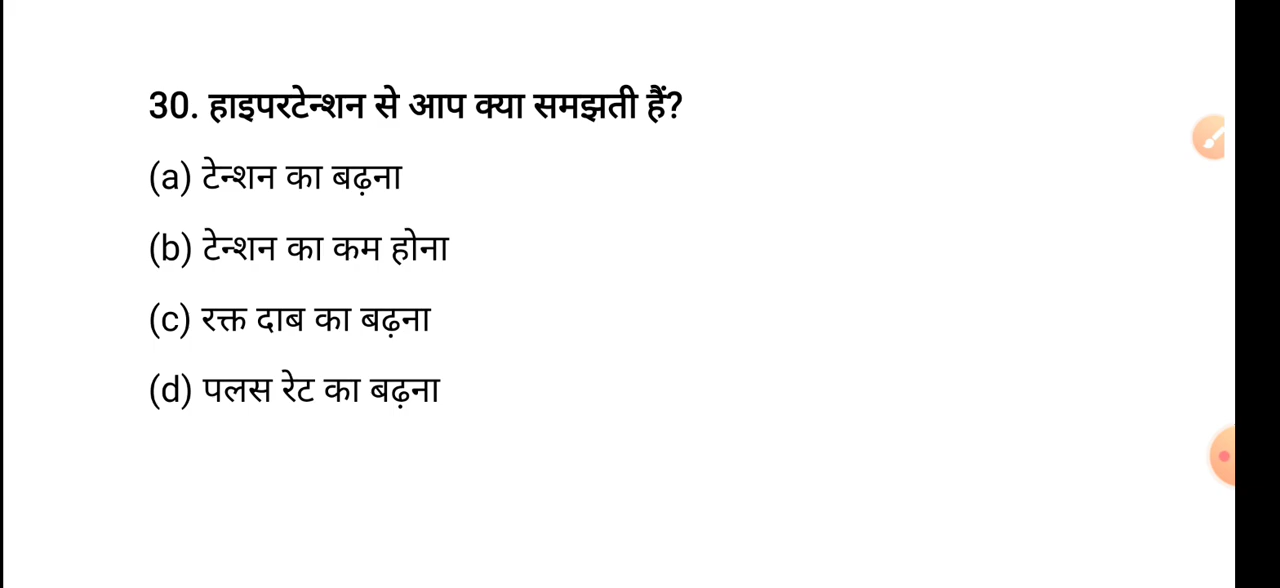 30. हाइपरटेन्शन से आप क्या समझती हैं?
(a) टेन्शन का बढ़ना
(b) टेन्शन का कम होना
(c) रक्त दाब का बढ़ना
(d) पलस रेट का बढ़ना